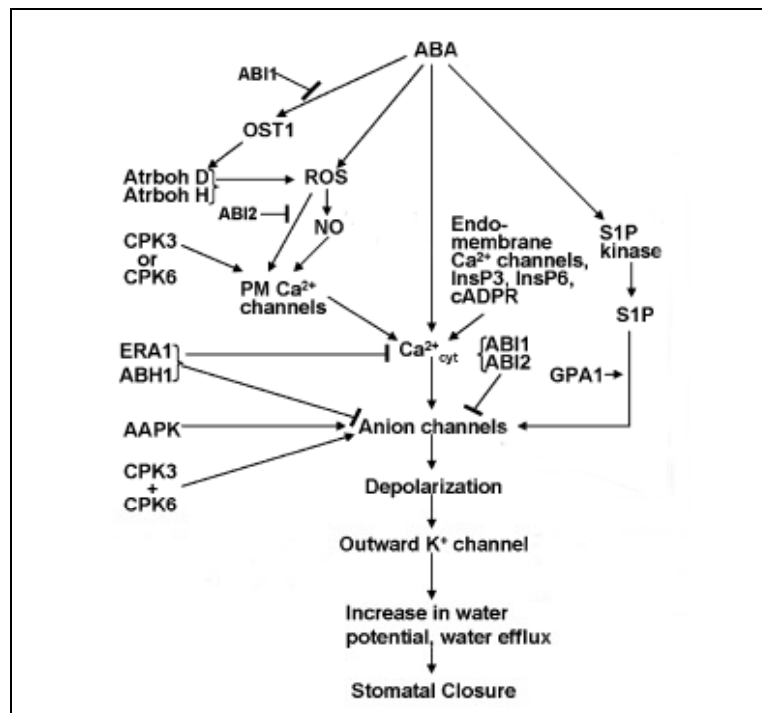 ABA
ABI1
OST1
Atrboh D
Atrboh H
ROS
ABI2
NO
CPK3
or
CPK6
PM Ca²⁺
channels
Endo-
membrane
Ca²⁺ channels,
InsP3, InsP6,
cADPR
S1P
kinase
S1P
ERA1
ABH1
Ca²⁺cyt
ABI1
ABI2
GPA1
AAPK
Anion channels
CPK3
+
CPK6
Depolarization
Outward K⁺ channel
Increase in water
potential, water efflux
Stomatal Closure